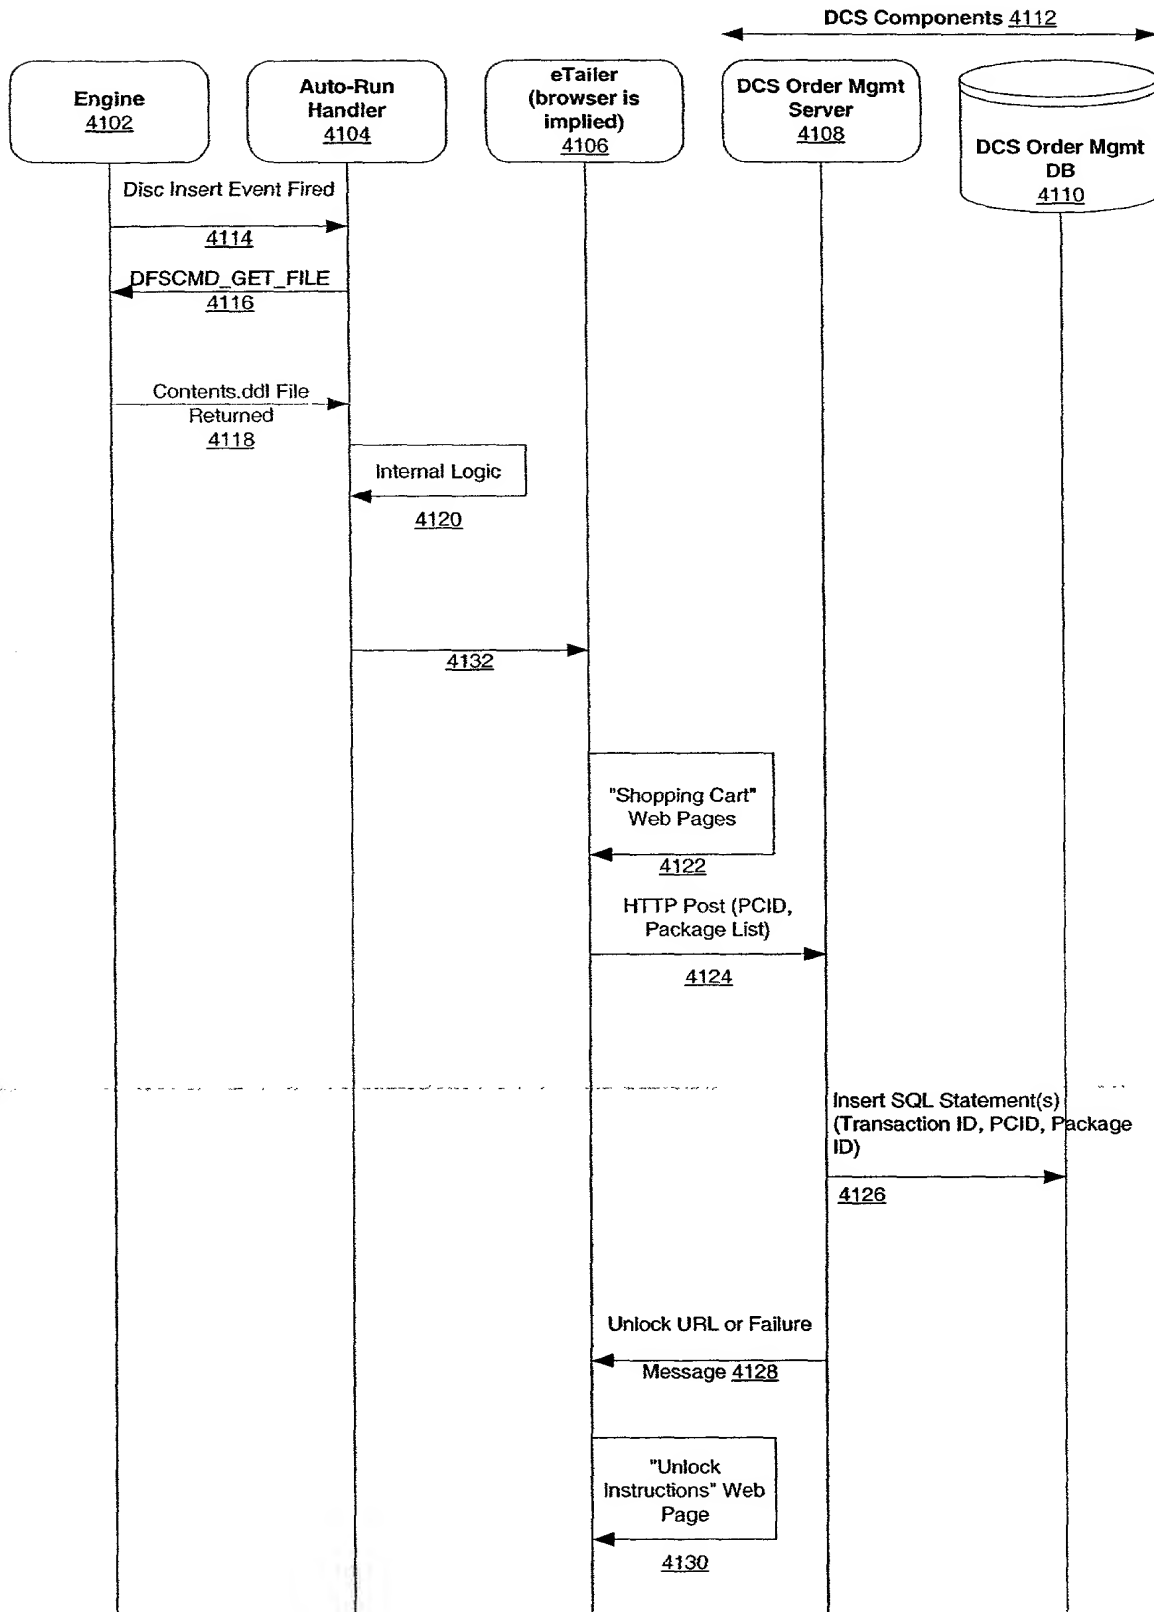 DCS Components 4112
Engine
4102
Auto-Run
Handler
4104
eTailer
(browser is
implied)
4106
DCS Order Mgmt
Server
4108
DCS Order Mgmt
DB
4110
Disc Insert Event Fired
4114
DFSCMD_GET_FILE
4116
Contents.ddl File
Returned
4118
Internal Logic
4120
4132
"Shopping Cart"
Web Pages
4122
HTTP Post (PCID,
Package List)
4124
Insert SQL Statement(s)
(Transaction ID, PCID, Package
ID)
4126
Unlock URL or Failure
Message 4128
"Unlock
Instructions" Web
Page
4130